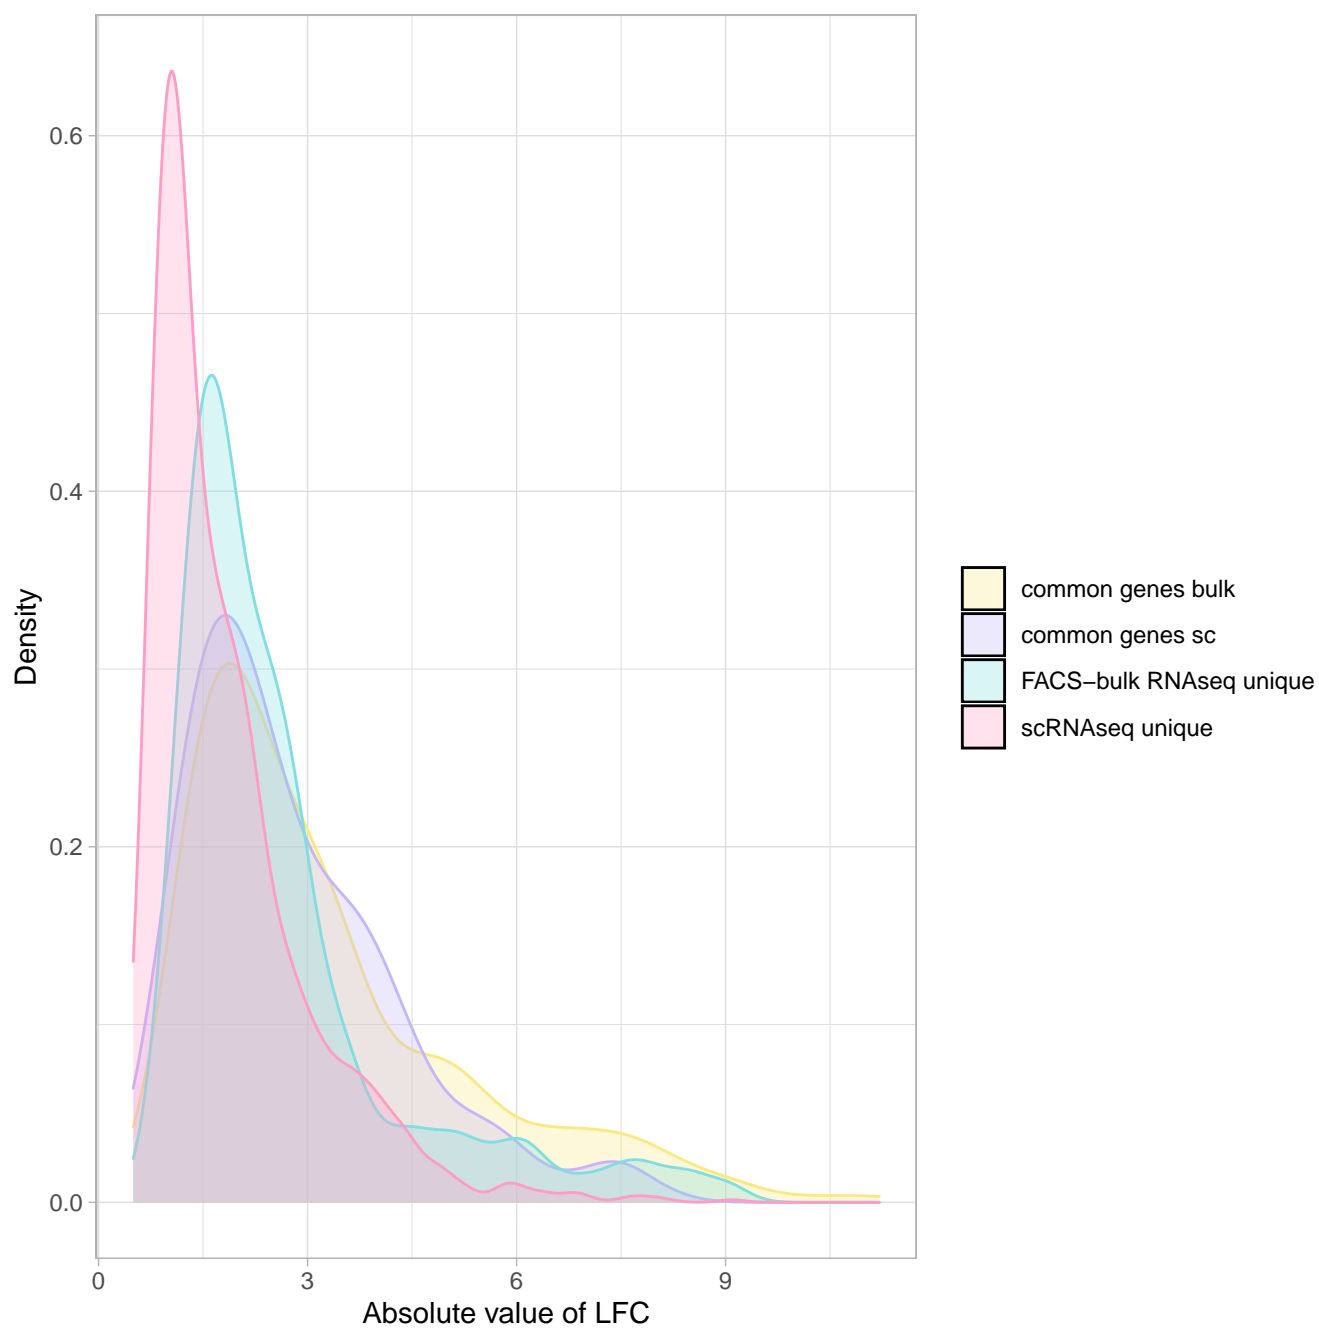 0.6
0.4
0.2
0.0
Density
0
3
6
9
Absolute value of LFC
common genes bulk
common genes sc
FACS−bulk RNAseq unique
scRNAseq unique